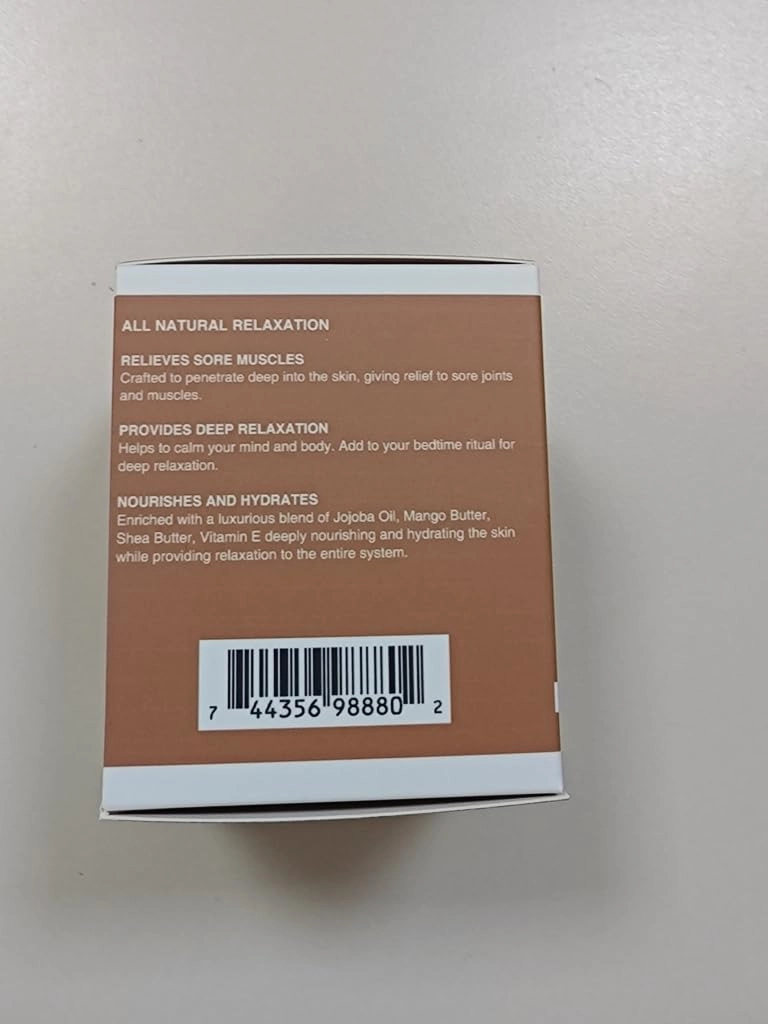 ALL NATURAL RELAXATION
RELIEVES SORE MUSCLES
Crafted to penetrate deep into the skin, giving relief to sore joints
and muscles.
PROVIDES DEEP RELAXATION
Helps to calm your mind and body. Add to your bedtime ritual for
deep relaxation.
NOURISHES AND HYDRATES
Enriched with a luxurious blend of Jojoba Oil, Mango Butter,
Shea Butter, Vitamin E deeply nourishing and hydrating the skin
while providing relaxation to the entire system.
7 44356 98880 2